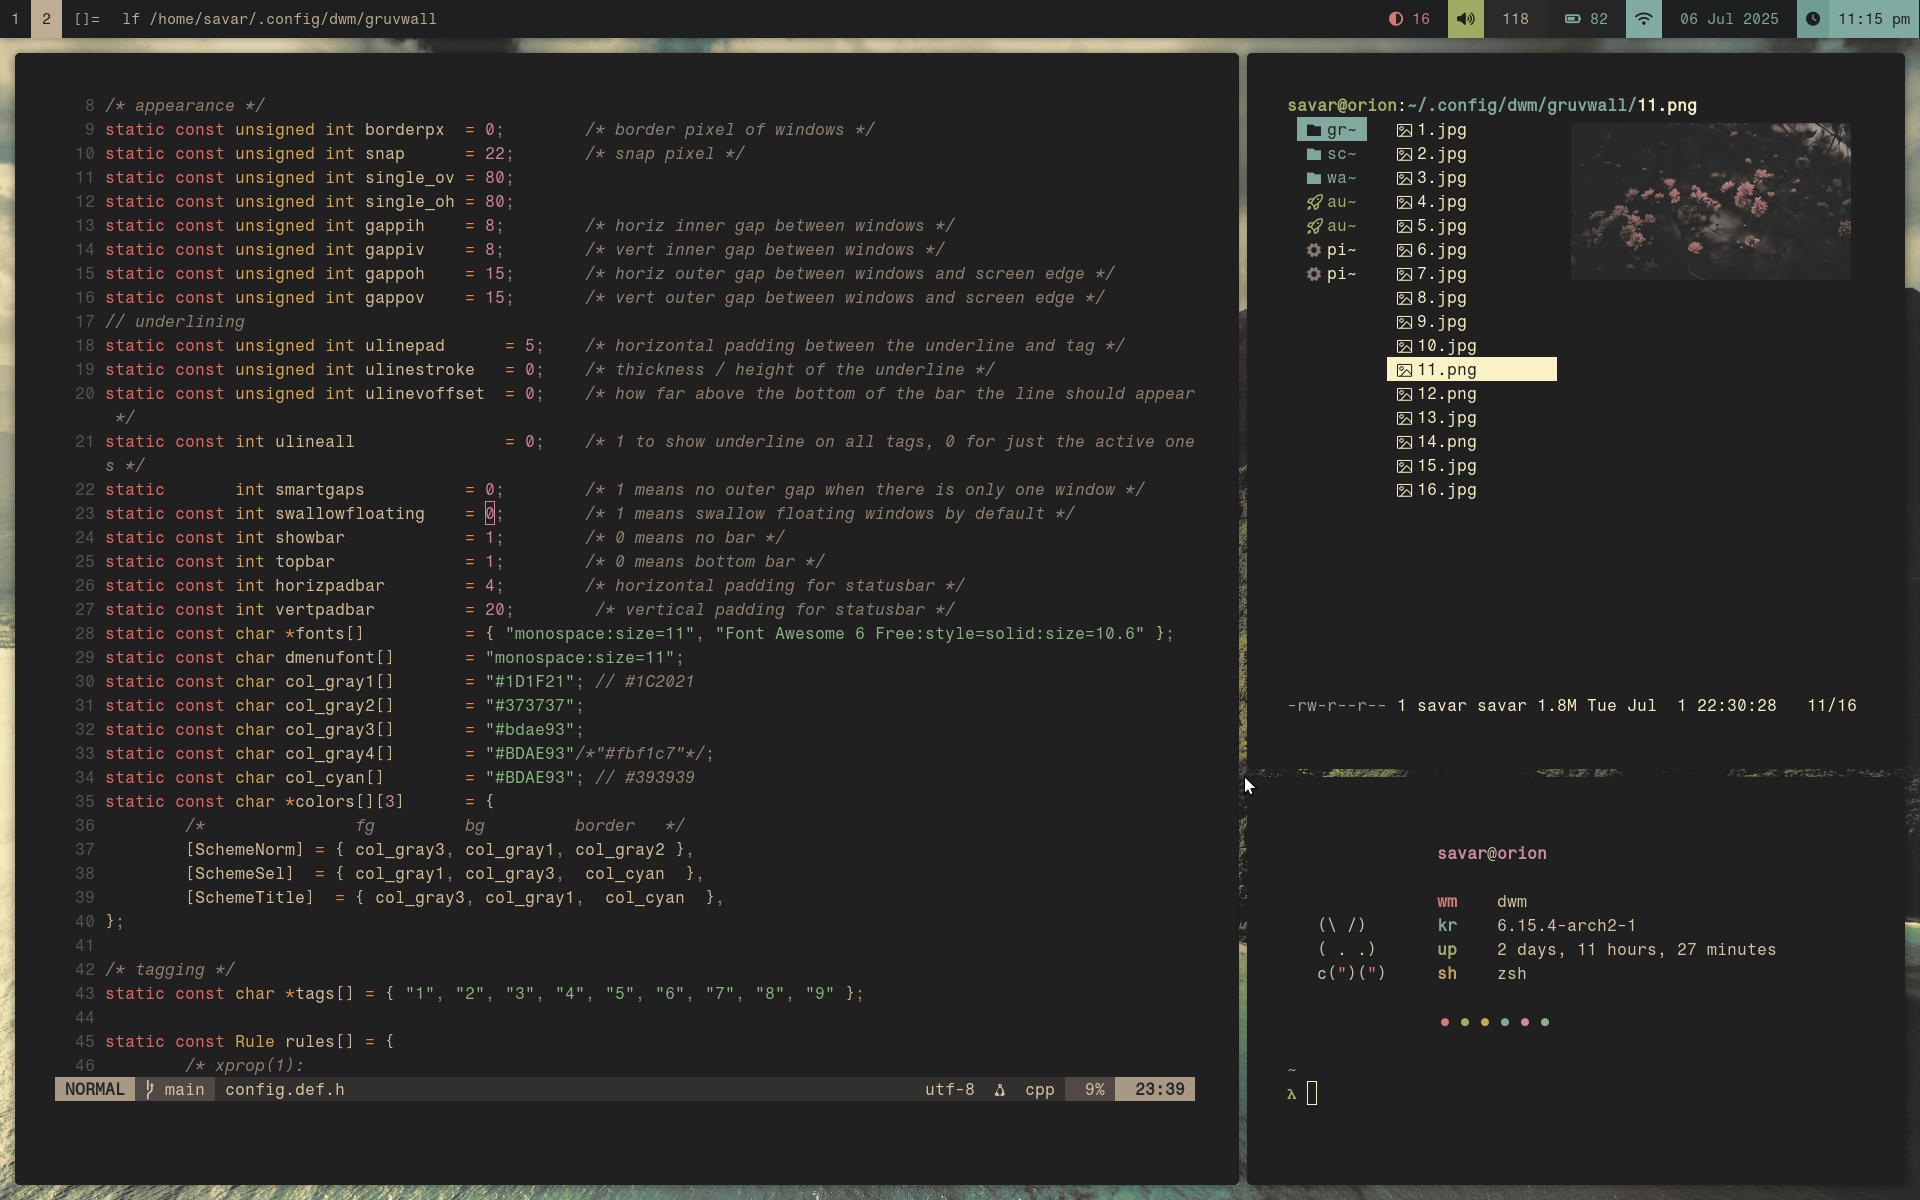 1 2 []= lf /home/savar/.config/dwm/gruvwall 16 118 82 06 Jul 2025 11:15 pm
8 /* appearance */
9 static const unsigned int borderpx  = 0;        /* border pixel of windows */
10 static const unsigned int snap      = 22;       /* snap pixel */
11 static const unsigned int single_ov = 80;
12 static const unsigned int single_oh = 80;
13 static const unsigned int gappih    = 8;        /* horiz inner gap between windows */
14 static const unsigned int gappiv    = 8;        /* vert inner gap between windows */
15 static const unsigned int gappoh    = 15;       /* horiz outer gap between windows and screen edge */
16 static const unsigned int gappov    = 15;       /* vert outer gap between windows and screen edge */
17 // underlining
18 static const unsigned int ulinepad      = 5;    /* horizontal padding between the underline and tag */
19 static const unsigned int ulinestroke   = 0;    /* thickness / height of the underline */
20 static const unsigned int ulinevoffset  = 0;    /* how far above the bottom of the bar the line should appear
*/
21 static const int ulineall               = 0;    /* 1 to show underline on all tags, 0 for just the active one
s */
22 static       int smartgaps          = 0;        /* 1 means no outer gap when there is only one window */
23 static const int swallowfloating    = 0;        /* 1 means swallow floating windows by default */
24 static const int showbar            = 1;        /* 0 means no bar */
25 static const int topbar             = 1;        /* 0 means bottom bar */
26 static const int horizpadbar        = 4;        /* horizontal padding for statusbar */
27 static const int vertpadbar         = 20;        /* vertical padding for statusbar */
28 static const char *fonts[]          = { "monospace:size=11", "Font Awesome 6 Free:style=solid:size=10.6" };
29 static const char dmenufont[]       = "monospace:size=11";
30 static const char col_gray1[]       = "#1D1F21"; // #1C2021
31 static const char col_gray2[]       = "#373737";
32 static const char col_gray3[]       = "#bdae93";
33 static const char col_gray4[]       = "#BDAE93"/*"#fbf1c7"*/;
34 static const char col_cyan[]        = "#BDAE93"; // #393939
35 static const char *colors[][3]      = {
36         /*               fg         bg         border   */
37         [SchemeNorm] = { col_gray3, col_gray1, col_gray2 },
38         [SchemeSel]  = { col_gray1, col_gray3,  col_cyan  },
39         [SchemeTitle]  = { col_gray3, col_gray1,  col_cyan  },
40 };
41
42 /* tagging */
43 static const char *tags[] = { "1", "2", "3", "4", "5", "6", "7", "8", "9" };
44
45 static const Rule rules[] = {
46         /* xprop(1):
NORMAL main config.def.h utf-8 cpp 9% 23:39
savar@orion:~/.config/dwm/gruvwall/11.png
gr~ 1.jpg
sc~ 2.jpg
wa~ 3.jpg
au~ 4.jpg
au~ 5.jpg
pi~ 6.jpg
pi~ 7.jpg
8.jpg
9.jpg
10.jpg
11.png
12.png
13.jpg
14.png
15.jpg
16.jpg
-rw-r--r-- 1 savar savar 1.8M Tue Jul  1 22:30:28   11/16
savar@orion
wm dwm
(\ /) kr 6.15.4-arch2-1
( . .) up 2 days, 11 hours, 27 minutes
c(")(") sh zsh
~
λ